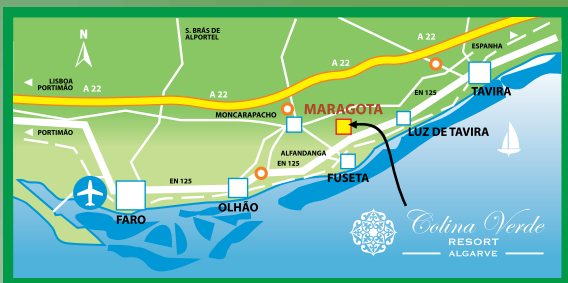 N
S. BRÁS DE
ALPORTEL
A 22
ESPANHA
LISBOA
PORTIMÃO
A 22
A 22
EN 125
TAVIRA
MORCARAPACHO
MARAGOTA
PORTIMÃO
LUZ DE TAVIRA
ALFANDANGA
EN 125
FUSETA
EN 125
FARO
OLHÃO
Colina Verde
RESORT
ALGARVE